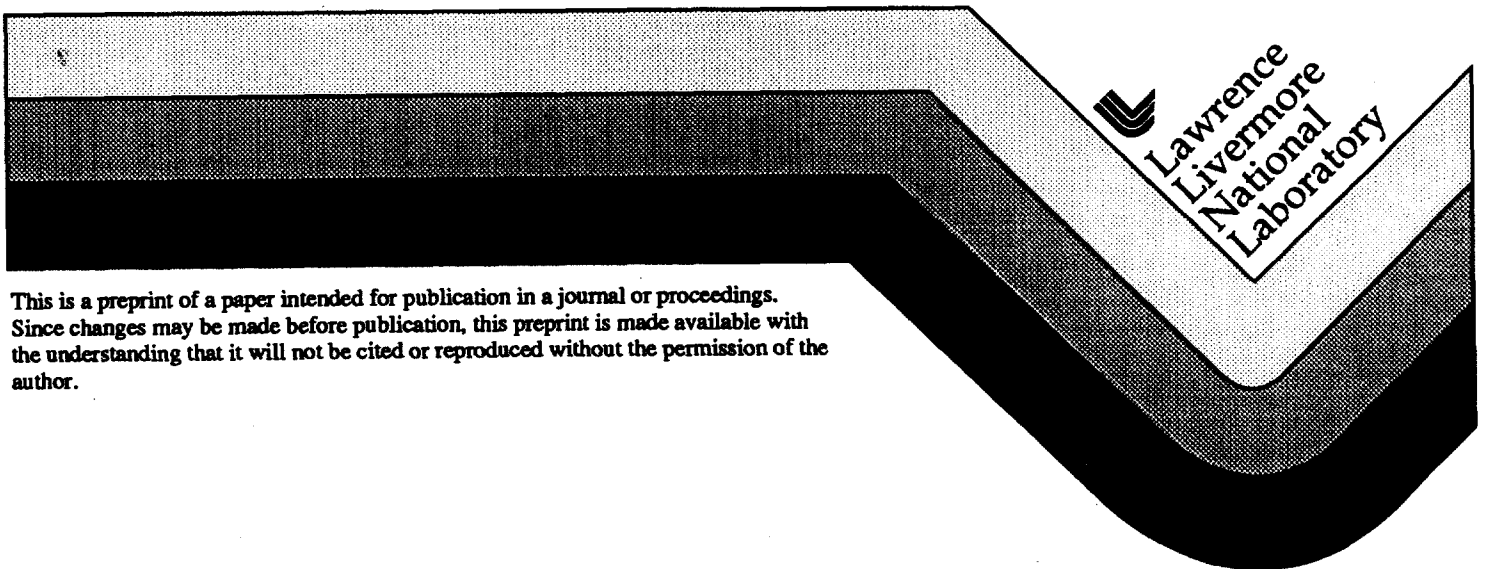 Lawrence
Livermore
National
Laboratory
This is a preprint of a paper intended for publication in a journal or proceedings.
Since changes may be made before publication, this preprint is made available with
the understanding that it will not be cited or reproduced without the permission of the
author.